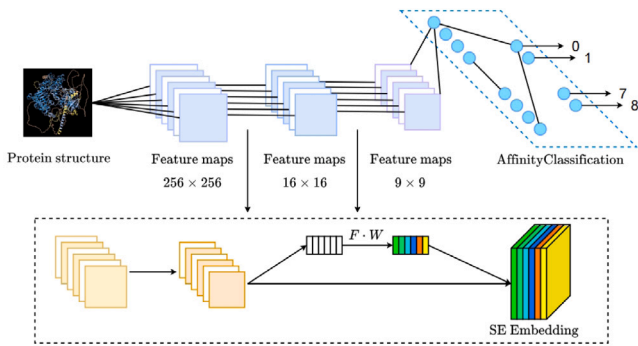 0
1
7
8
Protein structure
Feature maps
256 × 256
Feature maps
16 × 16
Feature maps
9 × 9
AffinityClassification
F · W
SE Embedding